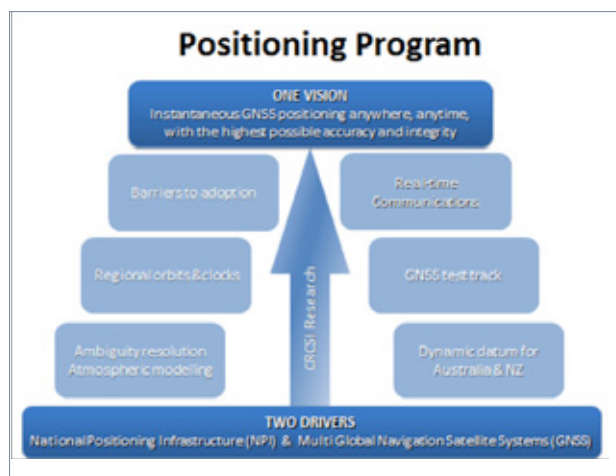 Positioning Program
ONE VISION
Instantaneous GNSS positioning anywhere, anytime,
with the highest possible accuracy and integrity
Barriers to adoption
Real-time
Communications
Regional orbits & clocks
GNSS test track
CRCSI Research
Ambiguity resolution
Atmospheric modelling
Dynamic datum for
Australia & NZ
TWO DRIVERS
National Positioning Infrastructure (NPI) & Multi Global Navigation Satellite Systems (GNSS)